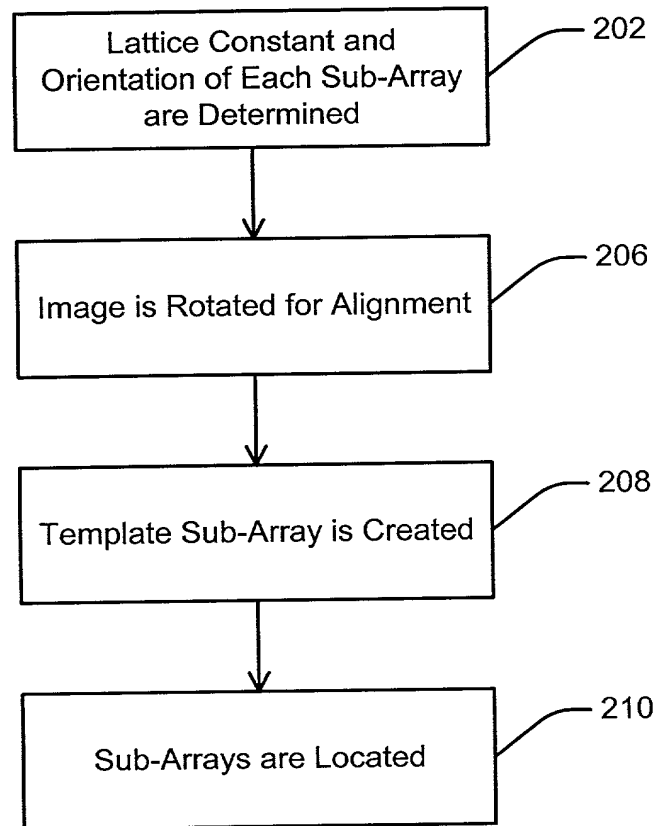 Lattice Constant and
Orientation of Each Sub-Array
are Determined
202
Image is Rotated for Alignment
206
Template Sub-Array is Created
208
Sub-Arrays are Located
210